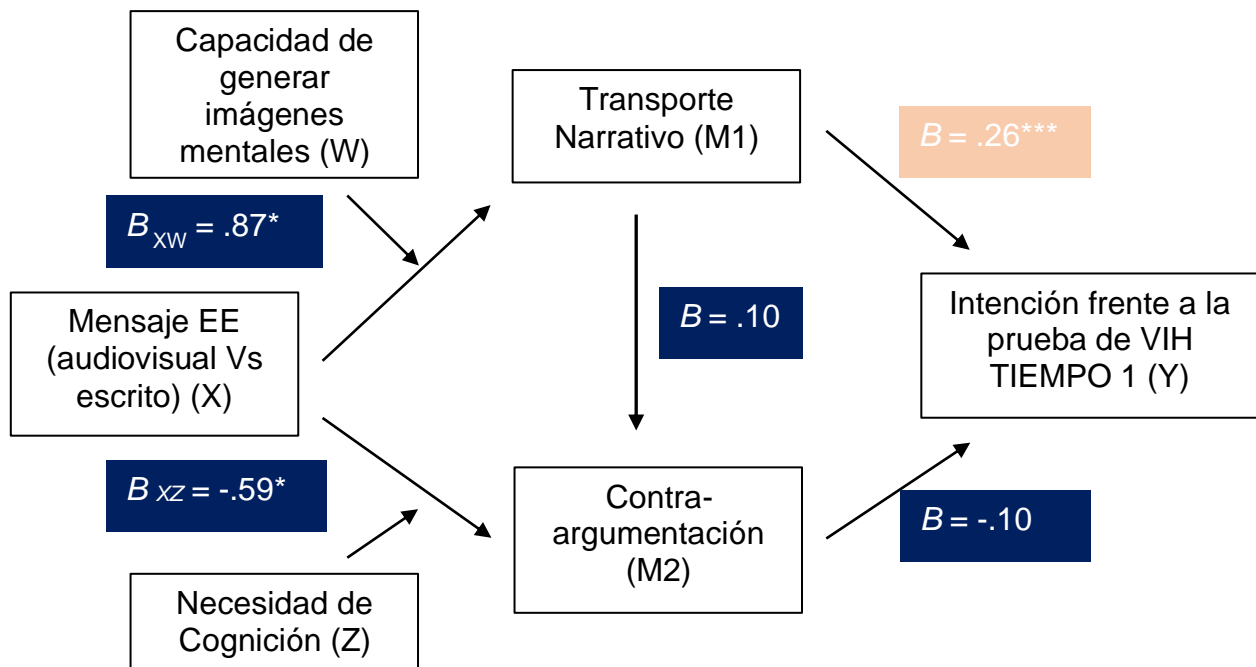 Capacidad de
generar
imágenes
mentales (W)
Transporte
Narrativo (M1)
B = .26***
B XW = .87*
Mensaje EE
(audiovisual Vs
escrito) (X)
B = .10
Intención frente a la
prueba de VIH
TIEMPO 1 (Y)
B XZ = -.59*
Contra-
argumentación
(M2)
B = -.10
Necesidad de
Cognición (Z)